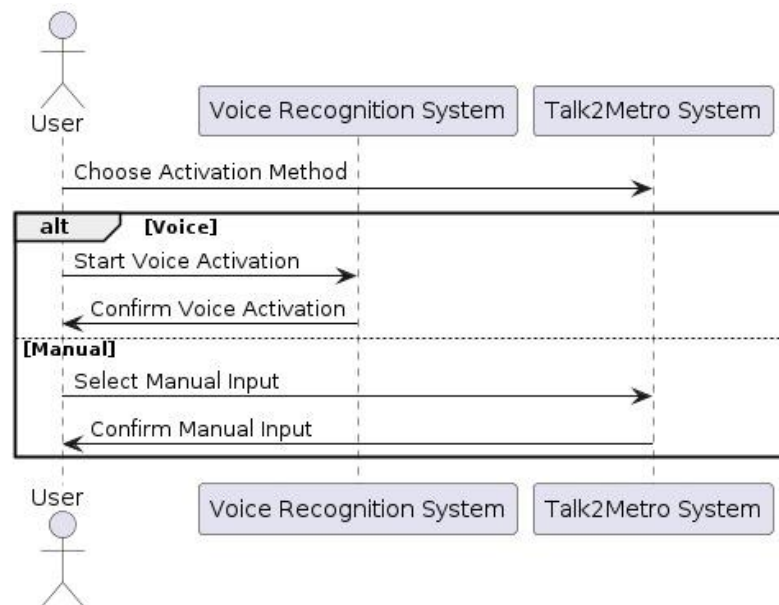 User
Voice Recognition System
Talk2Metro System
Choose Activation Method
alt
[Voice]
Start Voice Activation
Confirm Voice Activation
[Manual]
Select Manual Input
Confirm Manual Input
User
Voice Recognition System
Talk2Metro System